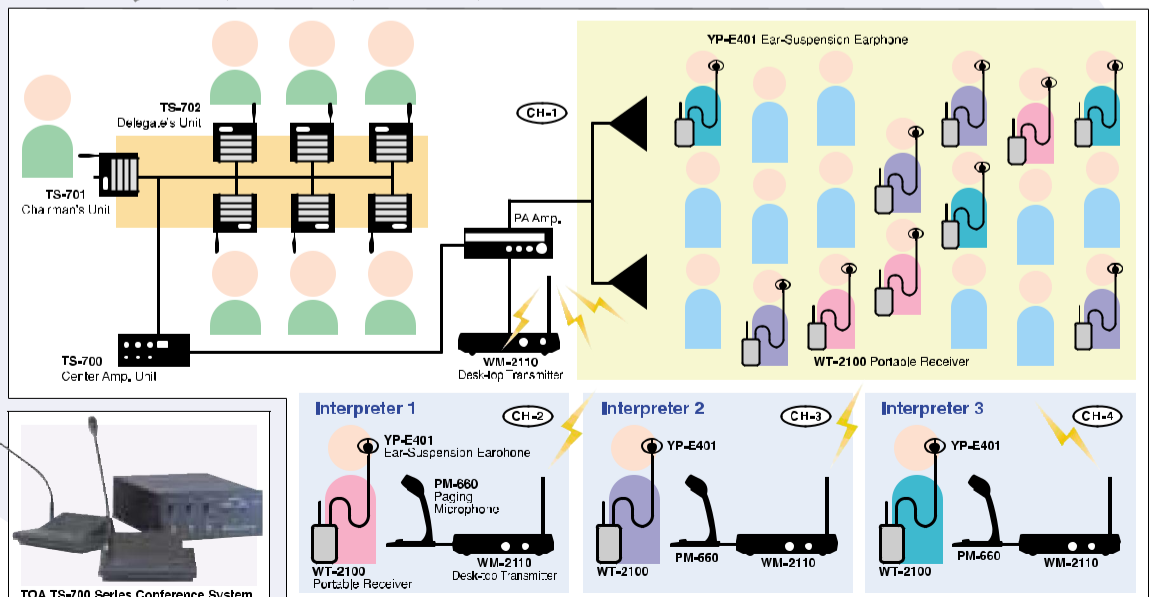 YP-E401 Ear-Suspension Earphone
TS-702
Delegate's Unit
CH-1
TS-701
Chairman's Unit
PA Amp.
TS-700
Center Amp. Unit
WM-2110
Desk-top Transmitter
WT-2100 Portable Receiver
Interpreter 1
CH-2
YP-E401
Ear-Suspension Earphone
PM-660
Paging
Microphone
WT-2100
Portable Receiver
WM-2110
Desk-top Transmitter
Interpreter 2
CH-3
YP-E401
PM-660
WT-2100
WM-2110
Interpreter 3
CH-4
YP-E401
PM-660
WT-2100
WM-2110
TOA TS-700 Series Conference System